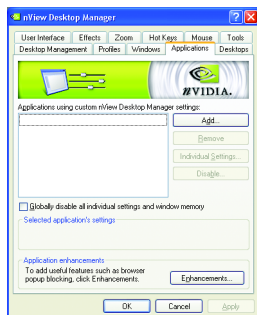 nView Desktop Manager
User Interface Effects Zoom Hot Keys Mouse Tools
Desktop Management Profiles Windows Applications Desktops
NVIDIA.
Applications using custom nView Desktop Manager settings:
Add...
Remove
Individual Settings...
Disable...
Globally disable all individual settings and window memory
Selected application's settings
Application enhancements
To add useful features such as browser
popup blocking, click Enhancements.
Enhancements...
OK Cancel Apply